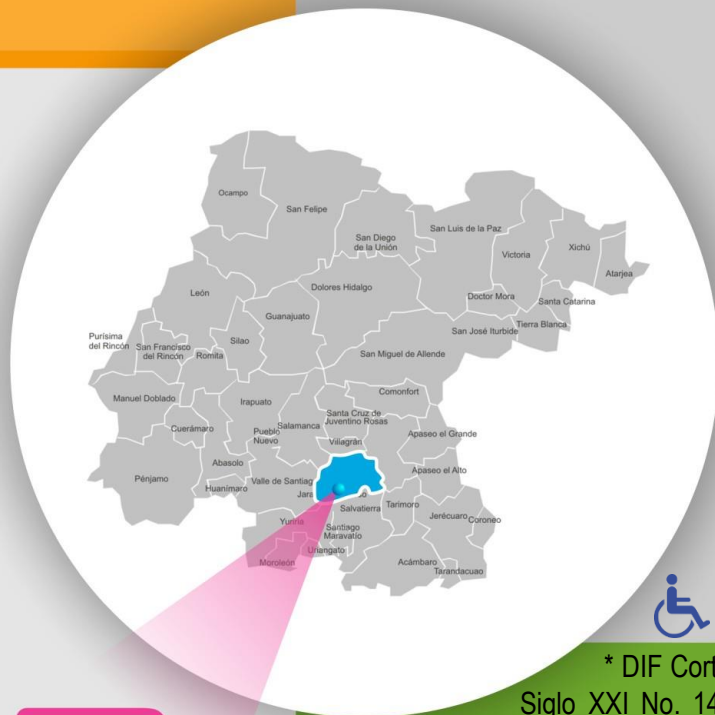 Ocampo
San Felipe
San Diego
de la Unión
San Luis de la Paz
Victoria
Xichú
Atarjea
León
Dolores Hidalgo
Doctor Mora
Santa Catarina
Guanajuato
Purísima
del Rincón
San Francisco
del Rincón
Romita
Silao
San Miguel de Allende
San José Iturbide
Tierra Blanca
Manuel Doblado
Irapuato
Comonfort
Cuerámaro
Pueblo
Nuevo
Salamanca
Santa Cruz de
Juventino Rosas
Villagrán
Apaseo el Grande
Abasolo
Pénjamo
Huanímaro
Valle de Santiag
Apaseo el Alto
Jara
Salvatierra
Tarimoro
Jerécuaro
Coroneo
Yuriria
Santiago
Maravatío
Uriangato
Moroleón
Acámbaro
Tarandacuao
* DIF Cort
Siglo XXI No. 14